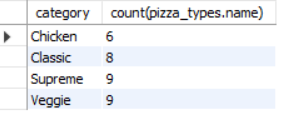 category count(pizza_types.name)
Chicken 6
Classic 8
Supreme 9
Veggie 9